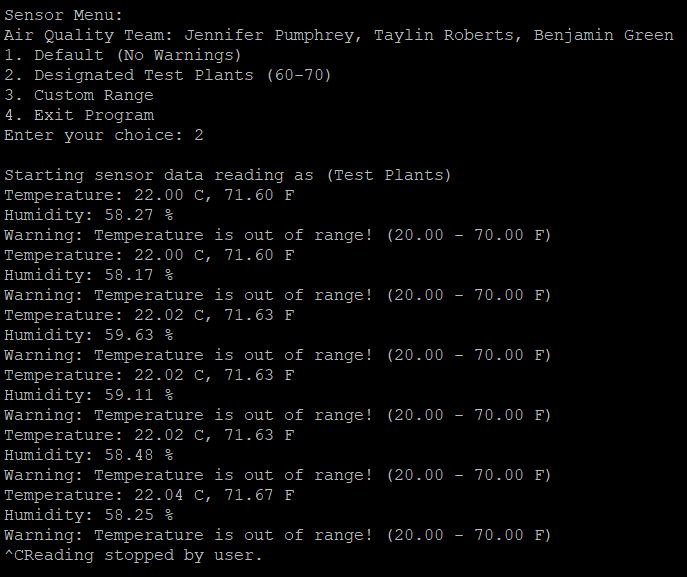 Sensor Menu:
Air Quality Team: Jennifer Pumphrey, Taylin Roberts, Benjamin Green
1. Default (No Warnings)
2. Designated Test Plants (60-70)
3. Custom Range
4. Exit Program
Enter your choice: 2

Starting sensor data reading as (Test Plants)
Temperature: 22.00 C, 71.60 F
Humidity: 58.27 %
Warning: Temperature is out of range! (20.00 - 70.00 F)
Temperature: 22.00 C, 71.60 F
Humidity: 58.17 %
Warning: Temperature is out of range! (20.00 - 70.00 F)
Temperature: 22.02 C, 71.63 F
Humidity: 59.63 %
Warning: Temperature is out of range! (20.00 - 70.00 F)
Temperature: 22.02 C, 71.63 F
Humidity: 59.11 %
Warning: Temperature is out of range! (20.00 - 70.00 F)
Temperature: 22.02 C, 71.63 F
Humidity: 58.48 %
Warning: Temperature is out of range! (20.00 - 70.00 F)
Temperature: 22.04 C, 71.67 F
Humidity: 58.25 %
Warning: Temperature is out of range! (20.00 - 70.00 F)
^CReading stopped by user.